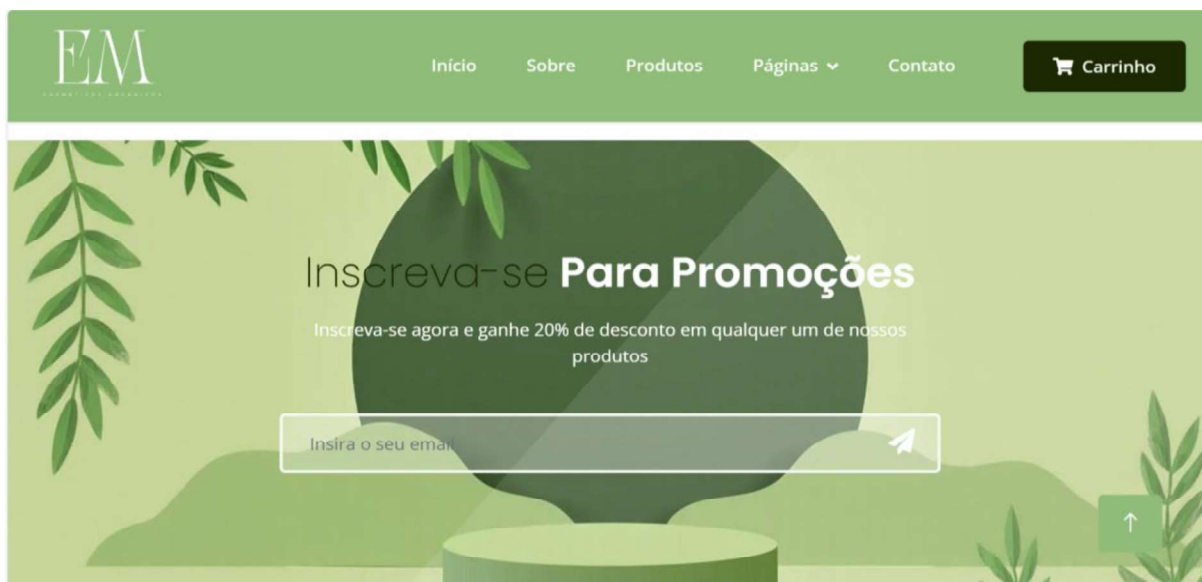 EM
Início
Sobre
Produtos
Páginas
Contato
Carrinho
Inscreva-se Para Promoções
Inscreva-se agora e ganhe 20% de desconto em qualquer um de nossos
produtos
Insira o seu email